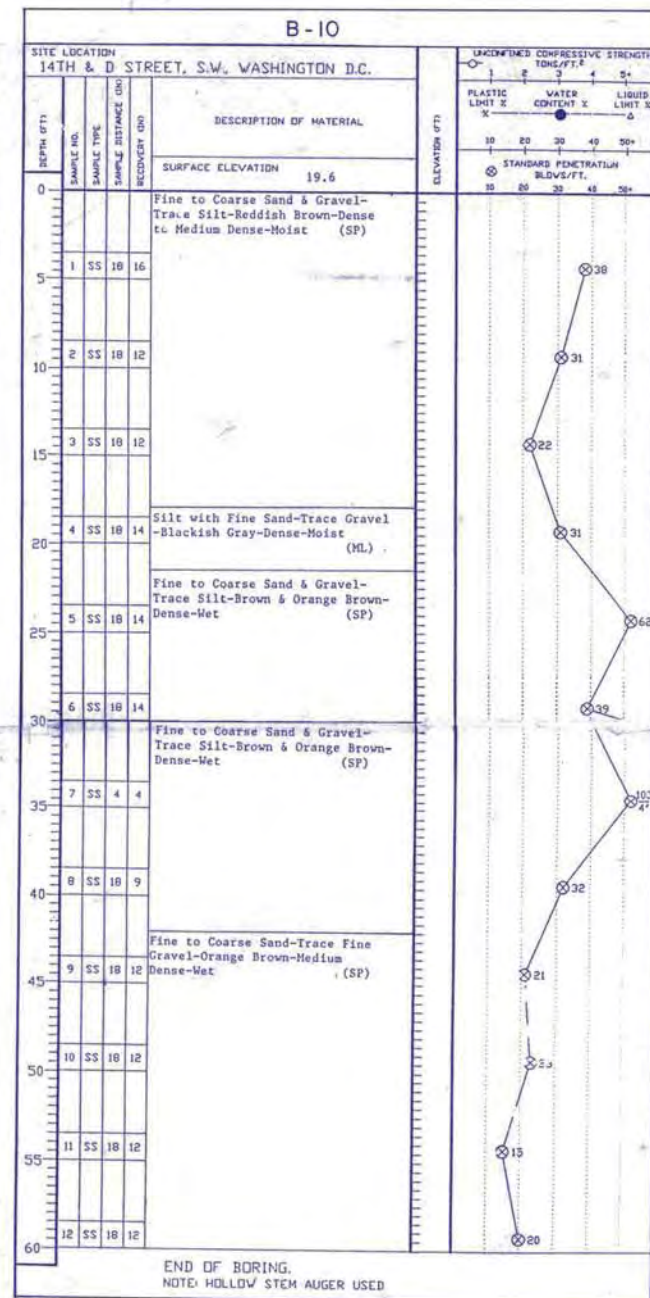 B-10
SITE LOCATION
14TH & D STREET, S.W., WASHINGTON D.C.
DEPTH (FT)
SAMPLE NO.
SAMPLE TYPE
SAMPLE DISTANCE (IN)
RECOVERY (IN)
DESCRIPTION OF MATERIAL
SURFACE ELEVATION 19.6
ELEVATION (FT)
UNCONFINED COMPRESSIVE STRENGTH
TONS/FT.²
1 2 3 4 5+
PLASTIC LIMIT %
WATER CONTENT %
LIQUID LIMIT %
10 20 30 40 50+
STANDARD PENETRATION
BLOWS/FT.
10 20 30 40 50+
0
Fine to Coarse Sand & Gravel-
Trace Silt-Reddish Brown-Dense
to Medium Dense-Moist (SP)
1 SS 18 16 38
5
2 SS 18 12 31
10
3 SS 18 12 22
15
Silt with Fine Sand-Trace Gravel
4 SS 18 14 -Blackish Gray-Dense-Moist 31
(ML)
20
Fine to Coarse Sand & Gravel-
Trace Silt-Brown & Orange Brown-
5 SS 18 14 Dense-Wet (SP) 62
25
6 SS 18 14 39
30
Fine to Coarse Sand & Gravel-
Trace Silt-Brown & Orange Brown-
Dense-Wet (SP)
7 SS 4 4
35
8 SS 18 9 32
40
Fine to Coarse Sand-Trace Fine
Gravel-Orange Brown-Medium
9 SS 18 12 Dense-Wet (SP) 21
45
10 SS 18 12
50
11 SS 18 12
55
12 SS 18 12 20
60
END OF BORING.
NOTE: HOLLOW STEM AUGER USED